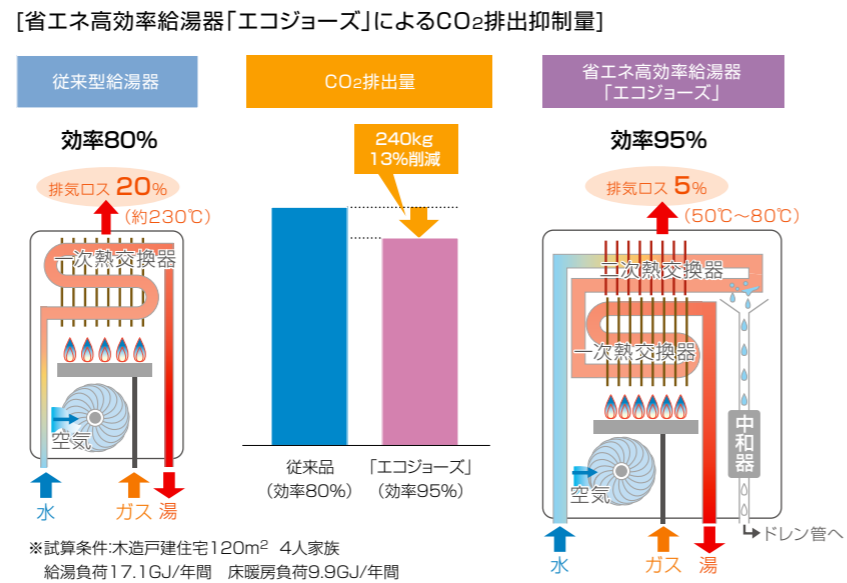 [省エネ高効率給湯器「エコジョーズ」によるCO2排出抑制量]
従来型給湯器
効率80%
排気ロス 20%
(約230℃)
一次熱交換器
空気
水
ガス
湯
CO2排出量
240kg
13%削減
従来品
(効率80%)
「エコジョーズ」
(効率95%)
省エネ高効率給湯器
「エコジョーズ」
効率95%
排気ロス 5%
(50℃～80℃)
二次熱交換器
一次熱交換器
中和器
空気
水
ガス
湯
ドレン管へ
※試算条件:木造戸建住宅120m² 4人家族
給湯負荷17.1GJ/年間 床暖房負荷9.9GJ/年間